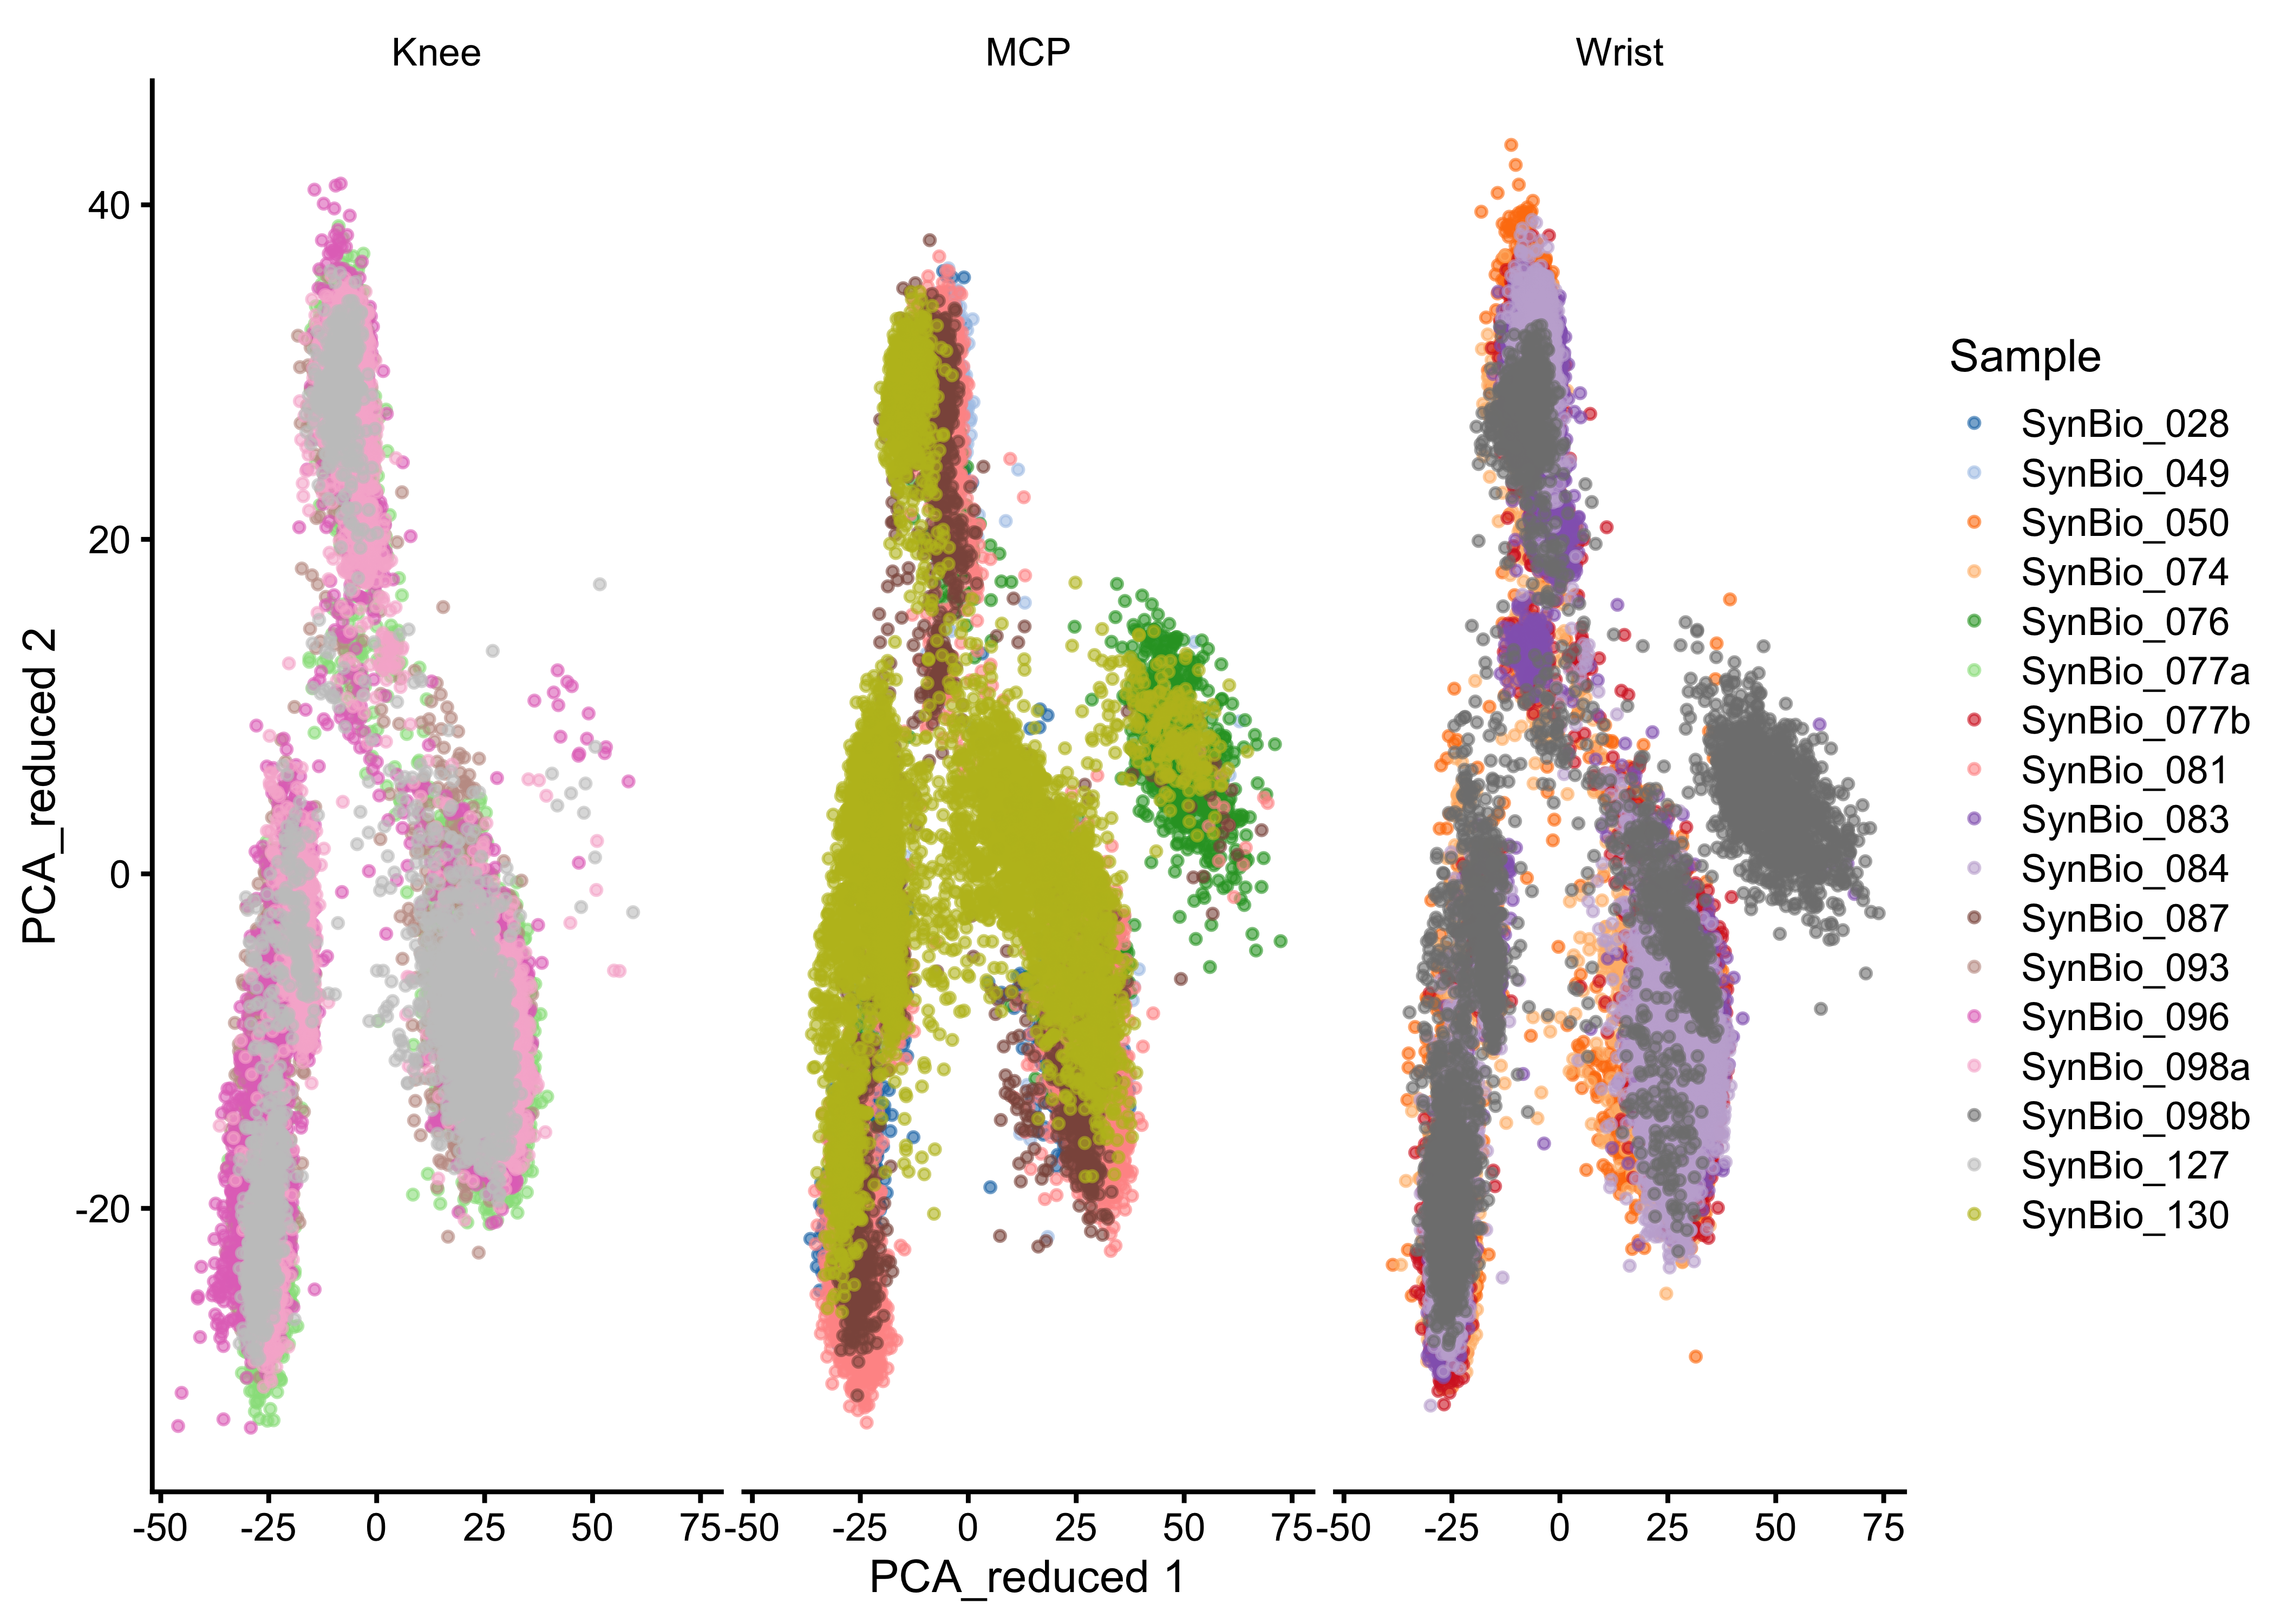 Knee MCP Wrist
40
20
0
-20
PCA_reduced 2
-50 -25 0 25 50 75 -50 -25 0 25 50 75 -50 -25 0 25 50 75
PCA_reduced 1
Sample
SynBio_028
SynBio_049
SynBio_050
SynBio_074
SynBio_076
SynBio_077a
SynBio_077b
SynBio_081
SynBio_083
SynBio_084
SynBio_087
SynBio_093
SynBio_096
SynBio_098a
SynBio_098b
SynBio_127
SynBio_130